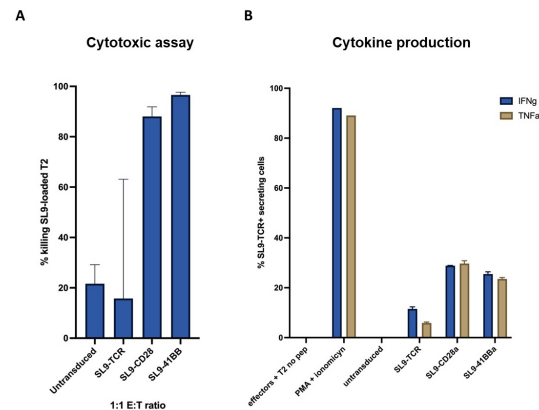 A
Cytotoxic assay
% killing SL9-loaded T2
100
80
60
40
20
0
Untransduced
SL9-TCR
SL9-CD28
SL9-41BB
1:1 E:T ratio
B
Cytokine production
% SL9-TCR+ secreting cells
100
80
60
40
20
0
effectors + T2 no pep
PMA + ionomicyn
untransduced
SL9-TCR
SL9-CD28a
SL9-41BBa
IFNg
TNFa